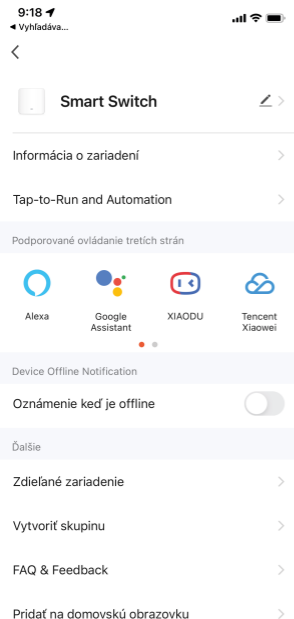 9:18
Vyhľadáva...
Smart Switch
Informácia o zariadení
Tap-to-Run and Automation
Podporované ovládanie tretích strán
Alexa
Google
Assistant
XIAODU
Tencent
Xiaowei
Device Offline Notification
Oznámenie keď je offline
Ďalšie
Zdieľané zariadenie
Vytvoriť skupinu
FAQ & Feedback
Pridať na domovskú obrazovku